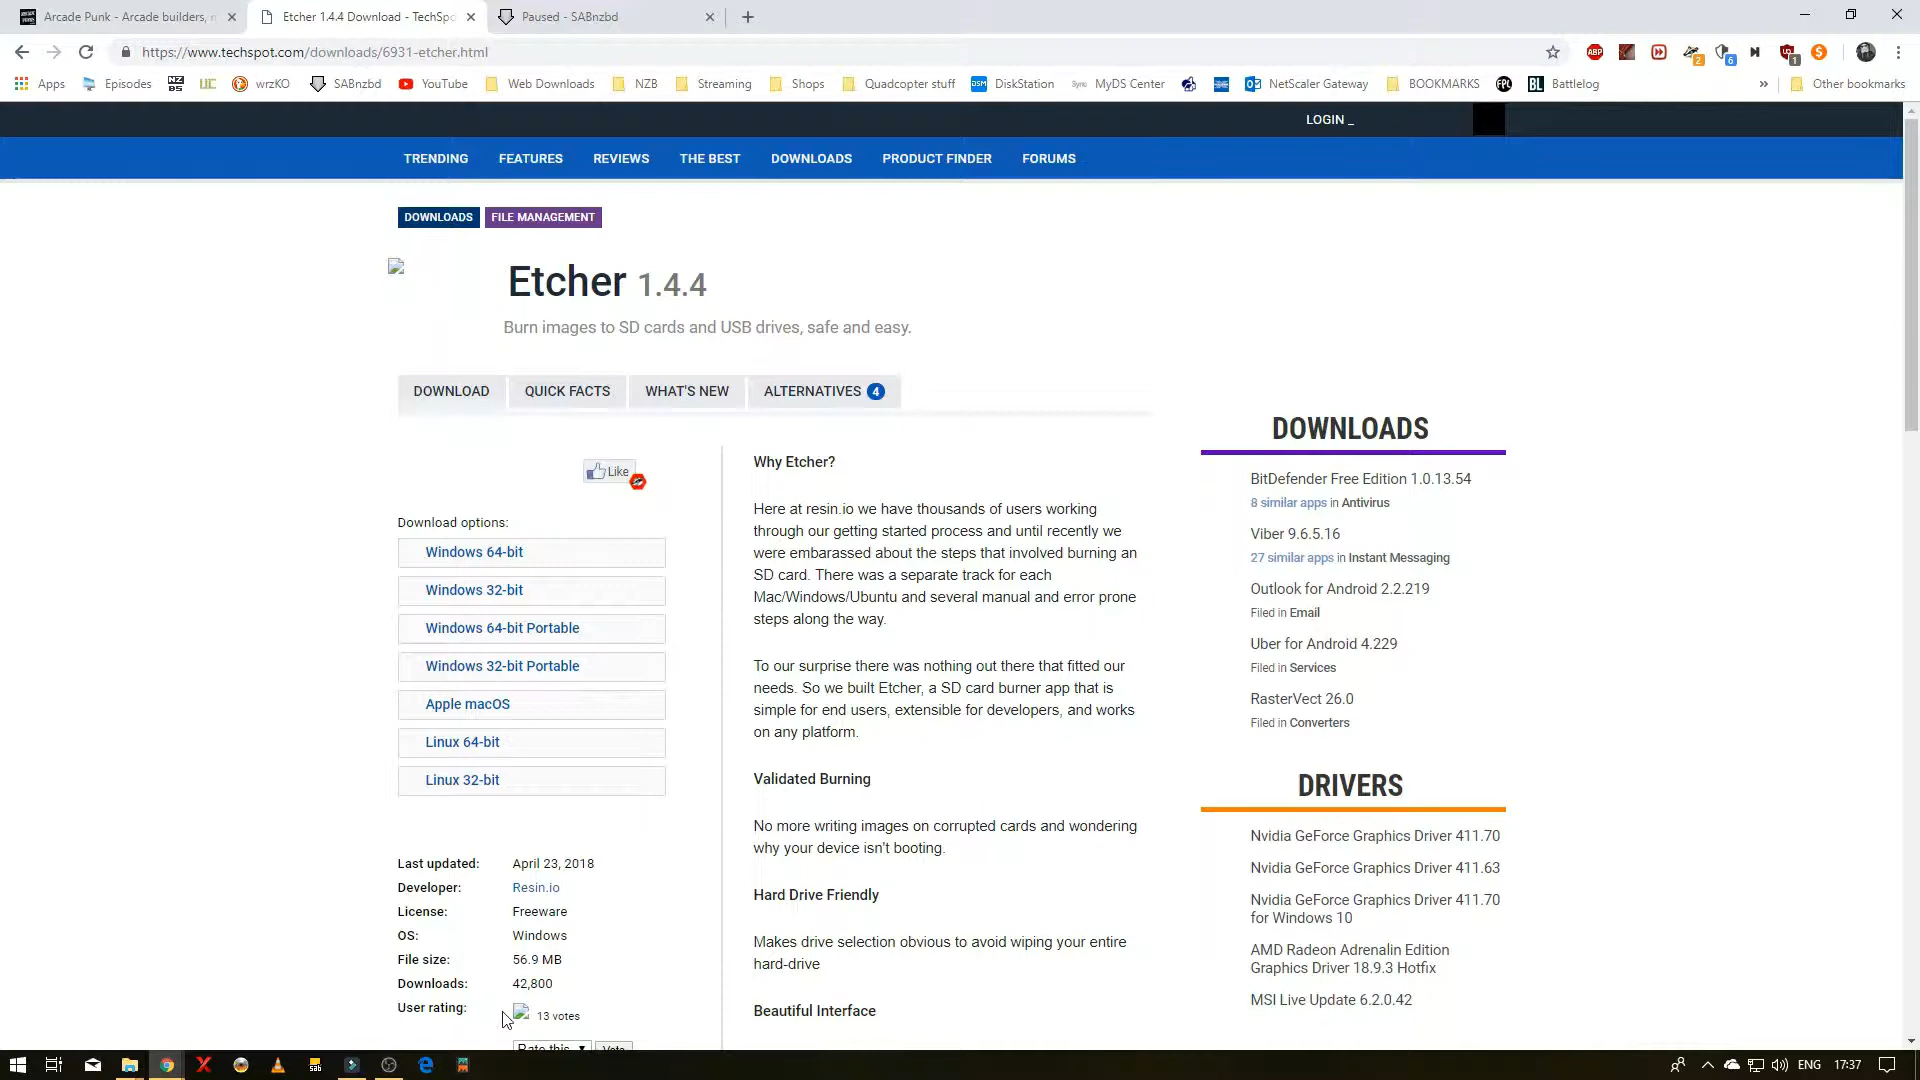 Arcade Punk - Arcade builders, n
Etcher 1.4.4 Download - TechSpo
Paused - SABnzbd
https://www.techspot.com/downloads/6931-etcher.html
ABP
2
6
1
Apps
Episodes
NZBS
wrzKO
SABnzbd
YouTube
Web Downloads
NZB
Streaming
Shops
Quadcopter stuff
DSM
DiskStation
Sync
MyDS Center
NetScaler Gateway
BOOKMARKS
FPL
BL
Battlelog
»
Other bookmarks
LOGIN _
TRENDING
FEATURES
REVIEWS
THE BEST
DOWNLOADS
PRODUCT FINDER
FORUMS
DOWNLOADS
FILE MANAGEMENT
Etcher 1.4.4
Burn images to SD cards and USB drives, safe and easy.
DOWNLOAD
QUICK FACTS
WHAT'S NEW
ALTERNATIVES 4
Like
Download options:
Windows 64-bit
Windows 32-bit
Windows 64-bit Portable
Windows 32-bit Portable
Apple macOS
Linux 64-bit
Linux 32-bit
Last updated: April 23, 2018
Developer: Resin.io
License: Freeware
OS: Windows
File size: 56.9 MB
Downloads: 42,800
User rating: 13 votes
Rate this
Vote
Why Etcher?
Here at resin.io we have thousands of users working
through our getting started process and until recently we
were embarassed about the steps that involved burning an
SD card. There was a separate track for each
Mac/Windows/Ubuntu and several manual and error prone
steps along the way.
To our surprise there was nothing out there that fitted our
needs. So we built Etcher, a SD card burner app that is
simple for end users, extensible for developers, and works
on any platform.
Validated Burning
No more writing images on corrupted cards and wondering
why your device isn't booting.
Hard Drive Friendly
Makes drive selection obvious to avoid wiping your entire
hard-drive
Beautiful Interface
DOWNLOADS
BitDefender Free Edition 1.0.13.54
8 similar apps in Antivirus
Viber 9.6.5.16
27 similar apps in Instant Messaging
Outlook for Android 2.2.219
Filed in Email
Uber for Android 4.229
Filed in Services
RasterVect 26.0
Filed in Converters
DRIVERS
Nvidia GeForce Graphics Driver 411.70
Nvidia GeForce Graphics Driver 411.63
Nvidia GeForce Graphics Driver 411.70
for Windows 10
AMD Radeon Adrenalin Edition
Graphics Driver 18.9.3 Hotfix
MSI Live Update 6.2.0.42
sab
ENG
17:37